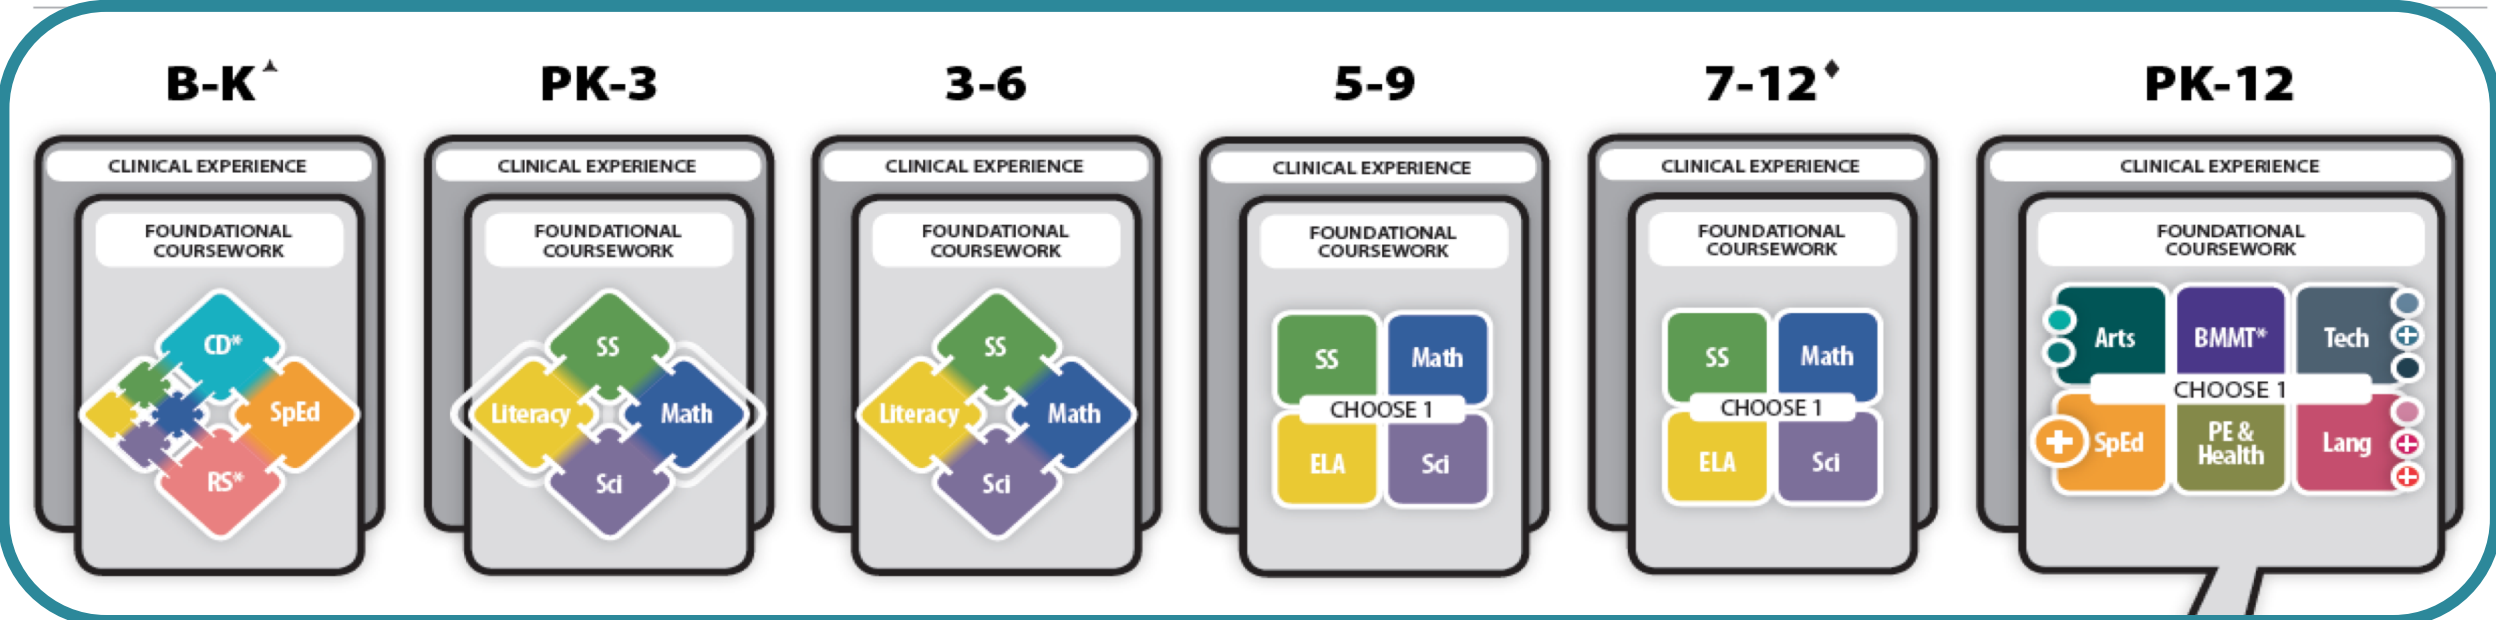 B-K
PK-3
3-6
5-9
7-12♦
PK-12
CLINICAL EXPERIENCE
FOUNDATIONAL
COURSEWORK
CD*
SpEd
RS*
CLINICAL EXPERIENCE
FOUNDATIONAL
COURSEWORK
SS
Literacy
Math
Sci
CLINICAL EXPERIENCE
FOUNDATIONAL
COURSEWORK
SS
Literacy
Math
Sci
CLINICAL EXPERIENCE
FOUNDATIONAL
COURSEWORK
SS
Math
CHOOSE 1
ELA
Sci
CLINICAL EXPERIENCE
FOUNDATIONAL
COURSEWORK
SS
Math
CHOOSE 1
ELA
Sci
CLINICAL EXPERIENCE
FOUNDATIONAL
COURSEWORK
Arts
BMMT*
Tech
CHOOSE 1
SpEd
PE &
Health
Lang